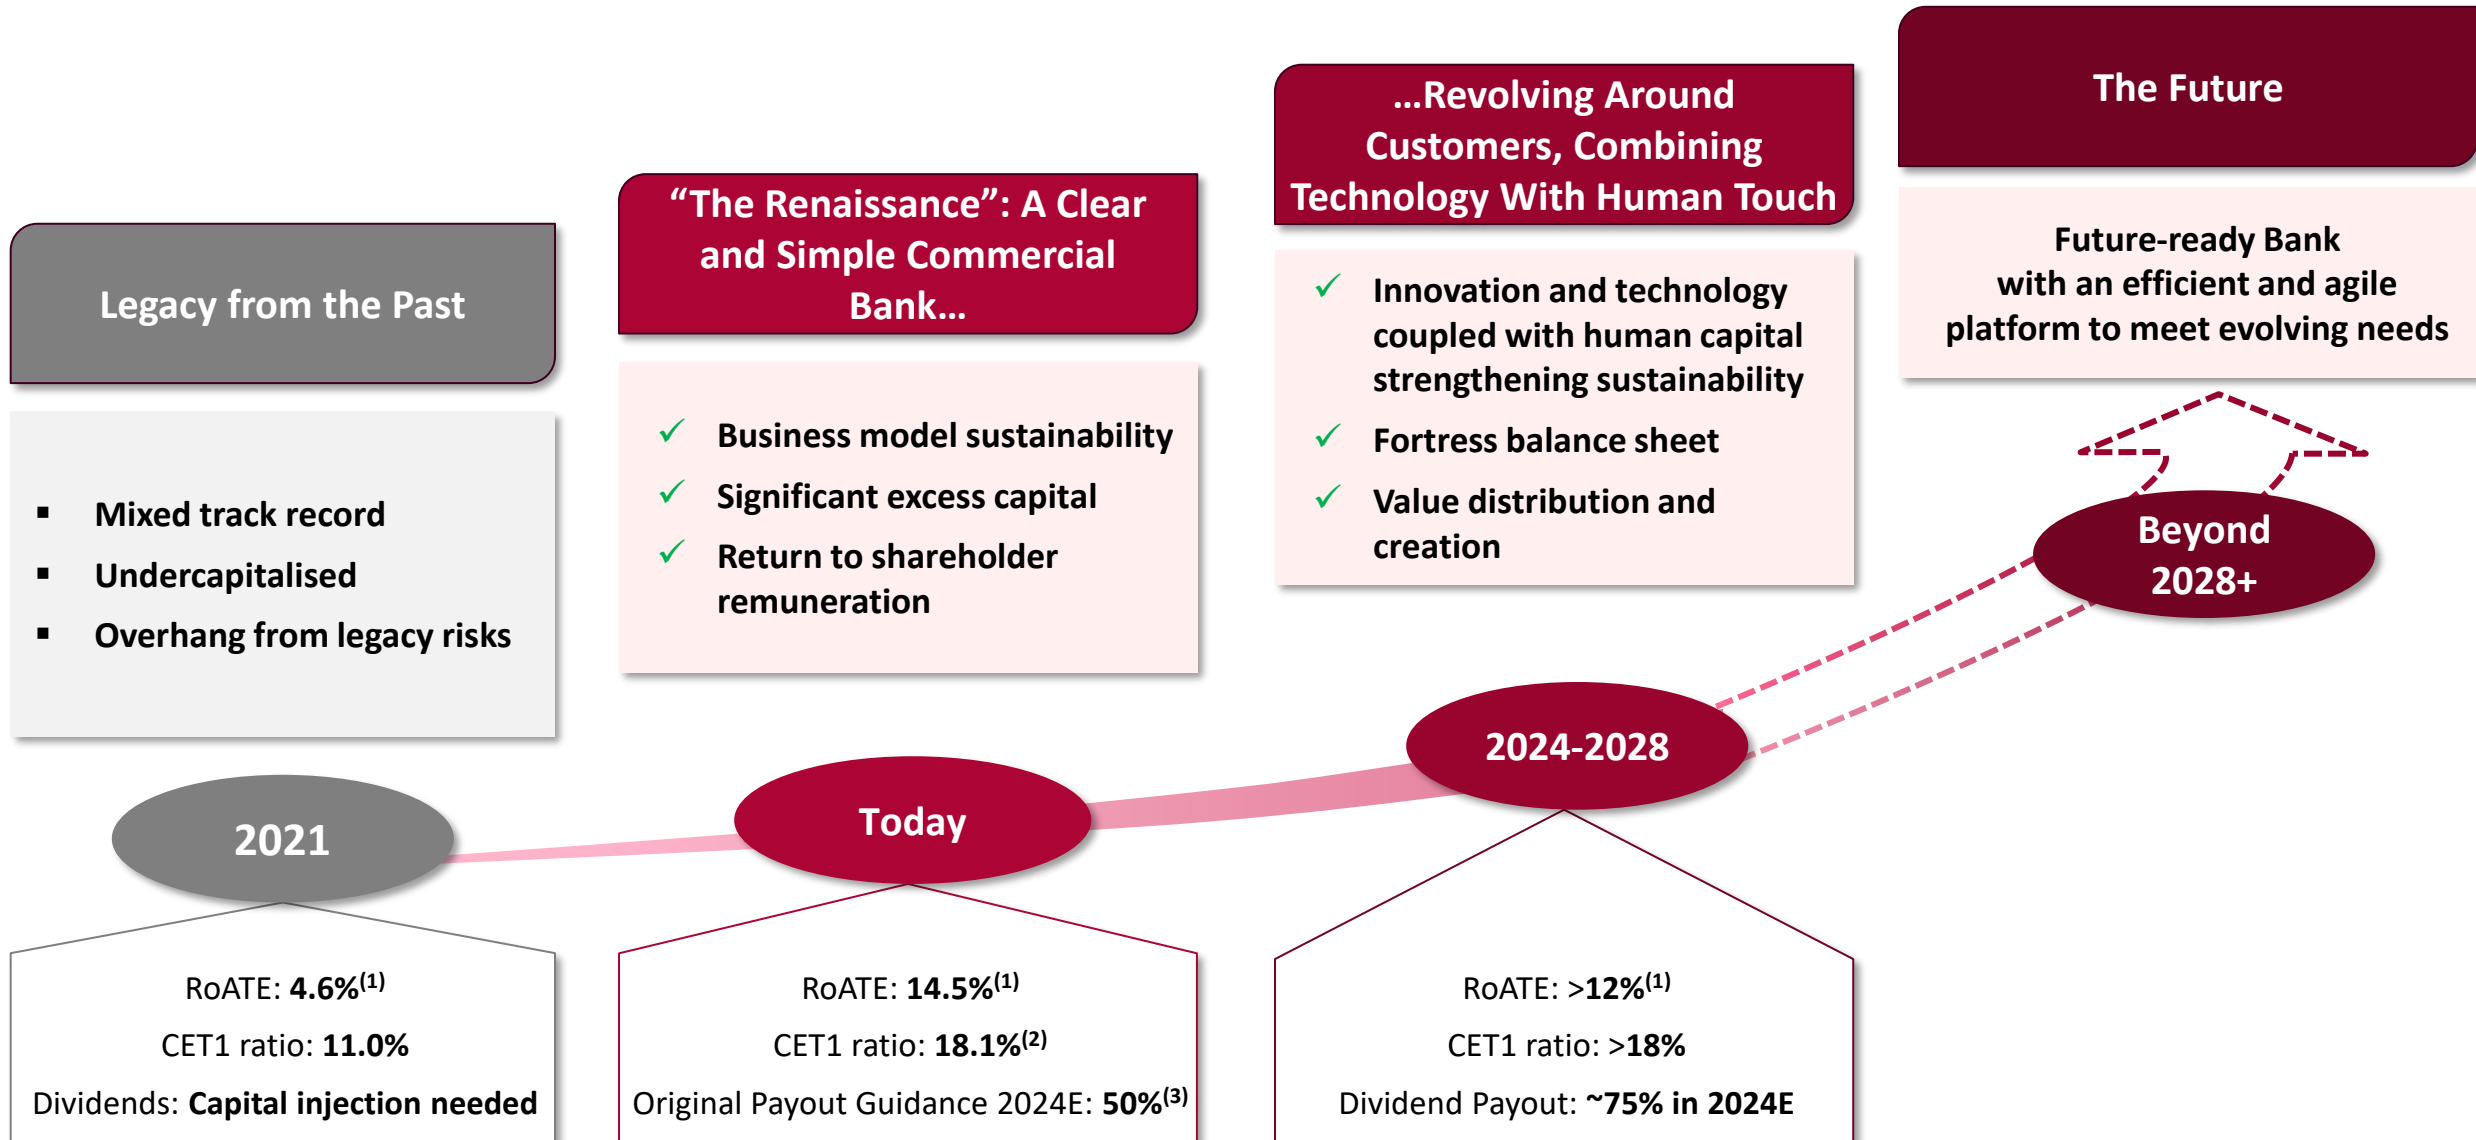 Legacy from the Past
▪ Mixed track record
▪ Undercapitalised
▪ Overhang from legacy risks
2021
RoATE: 4.6%(1)
CET1 ratio: 11.0%
Dividends: Capital injection needed
“The Renaissance”: A Clear
and Simple Commercial
Bank…
✓ Business model sustainability
✓ Significant excess capital
✓ Return to shareholder
remuneration
Today
RoATE: 14.5%(1)
CET1 ratio: 18.1%(2)
Original Payout Guidance 2024E: 50%(3)
…Revolving Around
Customers, Combining
Technology With Human Touch
✓ Innovation and technology
coupled with human capital
strengthening sustainability
✓ Fortress balance sheet
✓ Value distribution and
creation
2024-2028
RoATE: >12%(1)
CET1 ratio: >18%
Dividend Payout: ~75% in 2024E
The Future
Future-ready Bank
with an efficient and agile
platform to meet evolving needs
Beyond
2028+